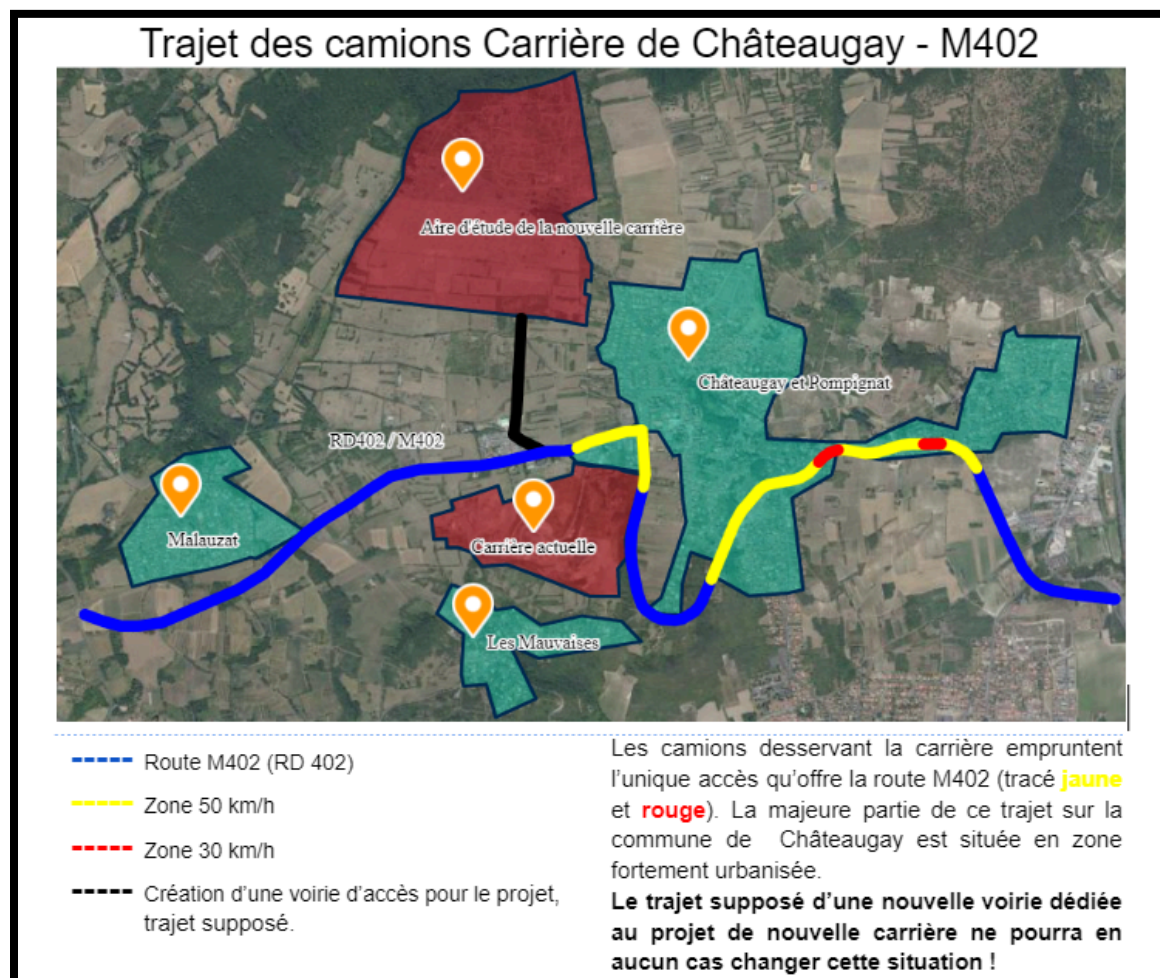 Trajet des camions Carrière de Châteaugay - M402
Aire d'étude de la nouvelle carrière
Châteaugay et Pompignat
RD402 / M402
Malauzat
Carrière actuelle
Les Mauvaises
Route M402 (RD 402)
Zone 50 km/h
Zone 30 km/h
Création d'une voirie d'accès pour le projet,
trajet supposé.
Les camions desservant la carrière empruntent
l'unique accès qu'offre la route M402 (tracé jaune
et rouge). La majeure partie de ce trajet sur la
commune de Châteaugay est située en zone
fortement urbanisée.
Le trajet supposé d'une nouvelle voirie dédiée
au projet de nouvelle carrière ne pourra en
aucun cas changer cette situation !